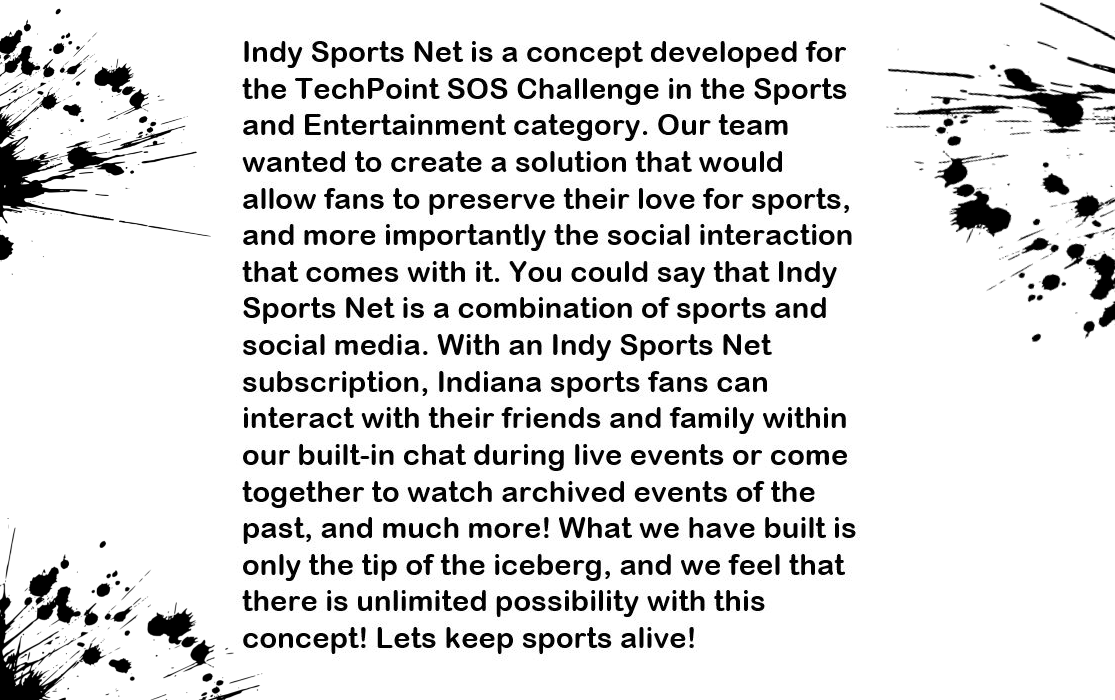 Indy Sports Net is a concept developed for
the TechPoint SOS Challenge in the Sports
and Entertainment category. Our team
wanted to create a solution that would
allow fans to preserve their love for sports,
and more importantly the social interaction
that comes with it. You could say that Indy
Sports Net is a combination of sports and
social media. With an Indy Sports Net
subscription, Indiana sports fans can
interact with their friends and family within
our built-in chat during live events or come
together to watch archived events of the
past, and much more! What we have built is
only the tip of the iceberg, and we feel that
there is unlimited possibility with this
concept! Lets keep sports alive!